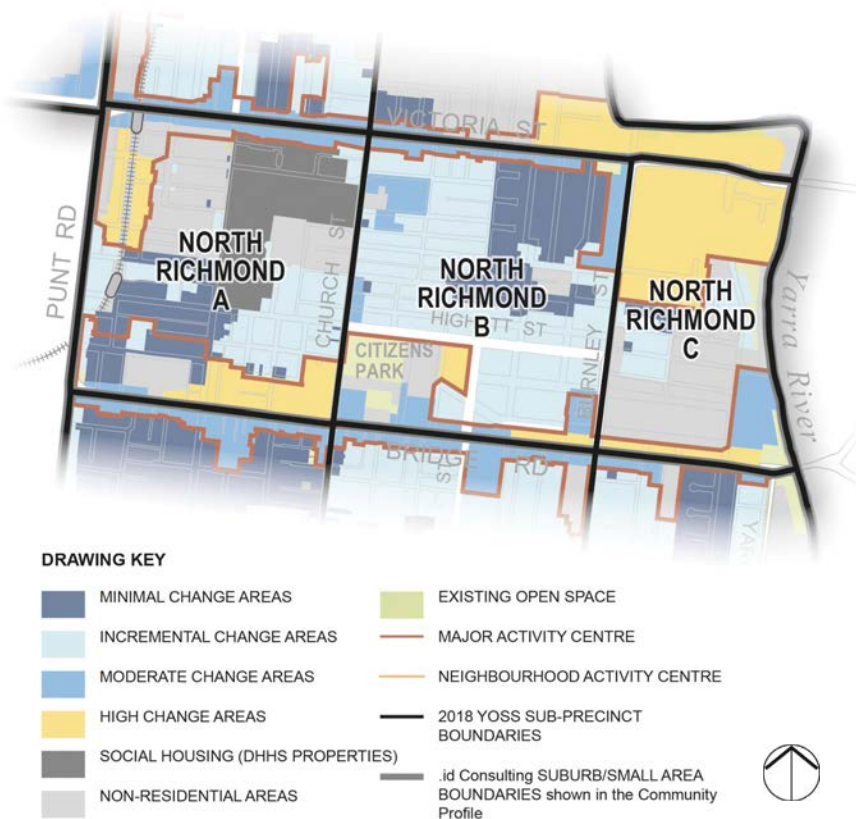 VICTORIA ST
PUNT RD
NORTH
RICHMOND
A
CHURCH ST
NORTH
RICHMOND
B
HIGHETT ST
BURNLEY ST
NORTH
RICHMOND
C
Yarra River
CITIZENS
PARK
BRIDGE RD
ST
YAR
DRAWING KEY
MINIMAL CHANGE AREAS
INCREMENTAL CHANGE AREAS
MODERATE CHANGE AREAS
HIGH CHANGE AREAS
SOCIAL HOUSING (DHHS PROPERTIES)
NON-RESIDENTIAL AREAS
EXISTING OPEN SPACE
MAJOR ACTIVITY CENTRE
NEIGHBOURHOOD ACTIVITY CENTRE
2018 YOSS SUB-PRECINCT
BOUNDARIES
.id Consulting SUBURB/SMALL AREA
BOUNDARIES shown in the Community
Profile